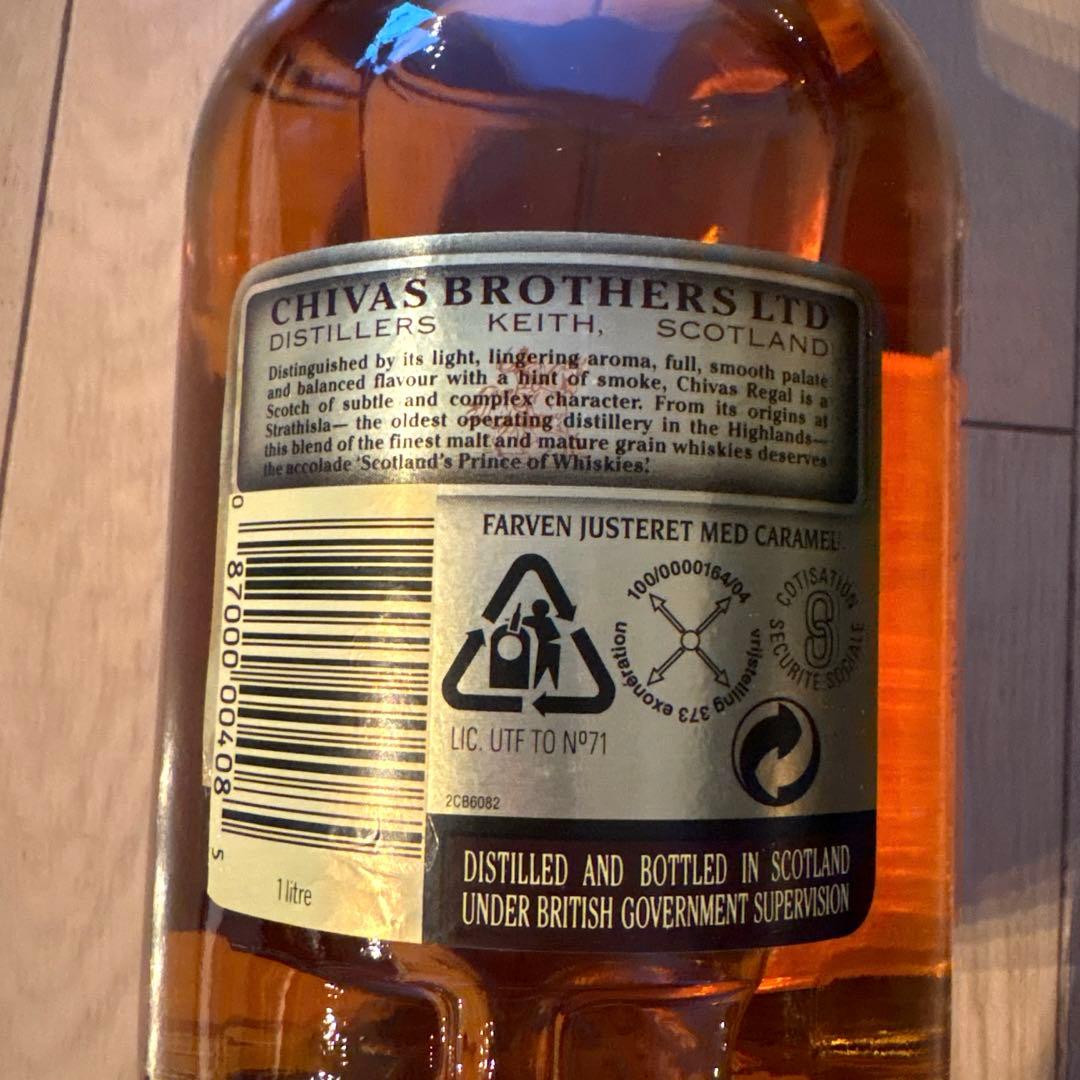 CHIVAS BROTHERS LTD
DISTILLERS KEITH, SCOTLAND
Distinguished by its light, lingering aroma, full, smooth palate
and balanced flavour with a hint of smoke, Chivas Regal is a
Scotch of subtle and complex character. From its origins at
Strathisla— the oldest operating distillery in the Highlands—
this blend of the finest malt and mature grain whiskies deserves
the accolade 'Scotland's Prince of Whiskies'.
0 87000 00408 5
1 litre
FARVEN JUSTERET MED CARAMEL.
100/0000164/04
vrijstelling 373 exonération
COTISATION
SECURITE SOCIALE
LIC. UTF TO Nº71
2CB6082
DISTILLED AND BOTTLED IN SCOTLAND
UNDER BRITISH GOVERNMENT SUPERVISION